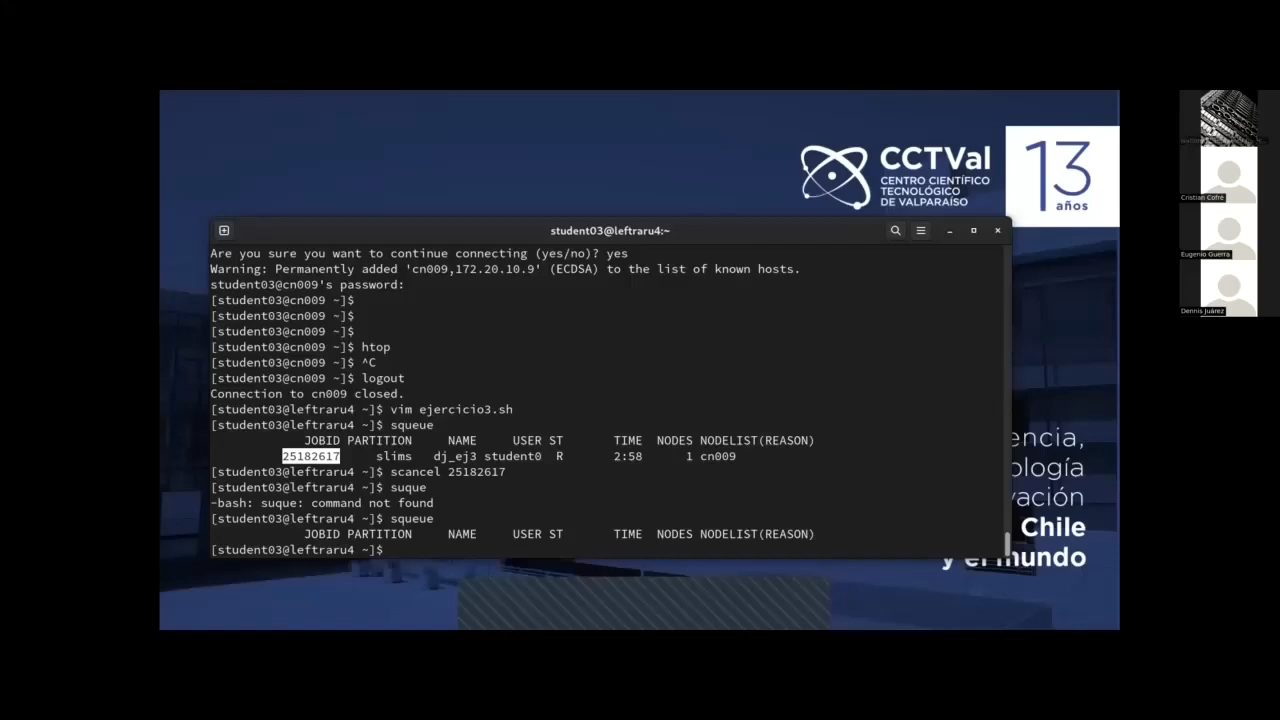 CCTVal
CENTRO CIENTÍFICO
TECNOLÓGICO
DE VALPARAÍSO
13
años
Cristian Cofré
Eugenio Guerra
Dennis Juárez
student03@leftraru4:~
Are you sure you want to continue connecting (yes/no)? yes
Warning: Permanently added 'cn009,172.20.10.9' (ECDSA) to the list of known hosts.
student03@cn009's password:
[student03@cn009 ~]$
[student03@cn009 ~]$
[student03@cn009 ~]$
[student03@cn009 ~]$ htop
[student03@cn009 ~]$ ^C
[student03@cn009 ~]$ logout
Connection to cn009 closed.
[student03@leftraru4 ~]$ vim ejercicio3.sh
[student03@leftraru4 ~]$ squeue
JOBID PARTITION NAME USER ST TIME NODES NODELIST(REASON)
25182617 slims dj_ej3 student0 R 2:58 1 cn009
[student03@leftraru4 ~]$ scancel 25182617
[student03@leftraru4 ~]$ suque
-bash: suque: command not found
[student03@leftraru4 ~]$ squeue
JOBID PARTITION NAME USER ST TIME NODES NODELIST(REASON)
[student03@leftraru4 ~]$
encia,
ología
vación
Chile
y el mundo